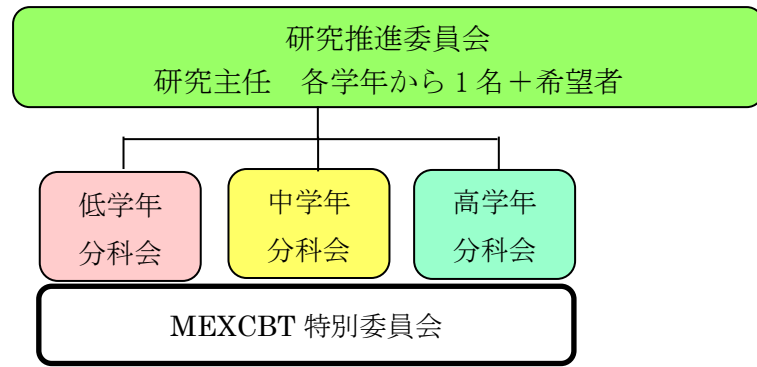 研究推進委員会
研究主任　各学年から１名＋希望者
低学年
分科会
中学年
分科会
高学年
分科会
MEXCBT 特別委員会